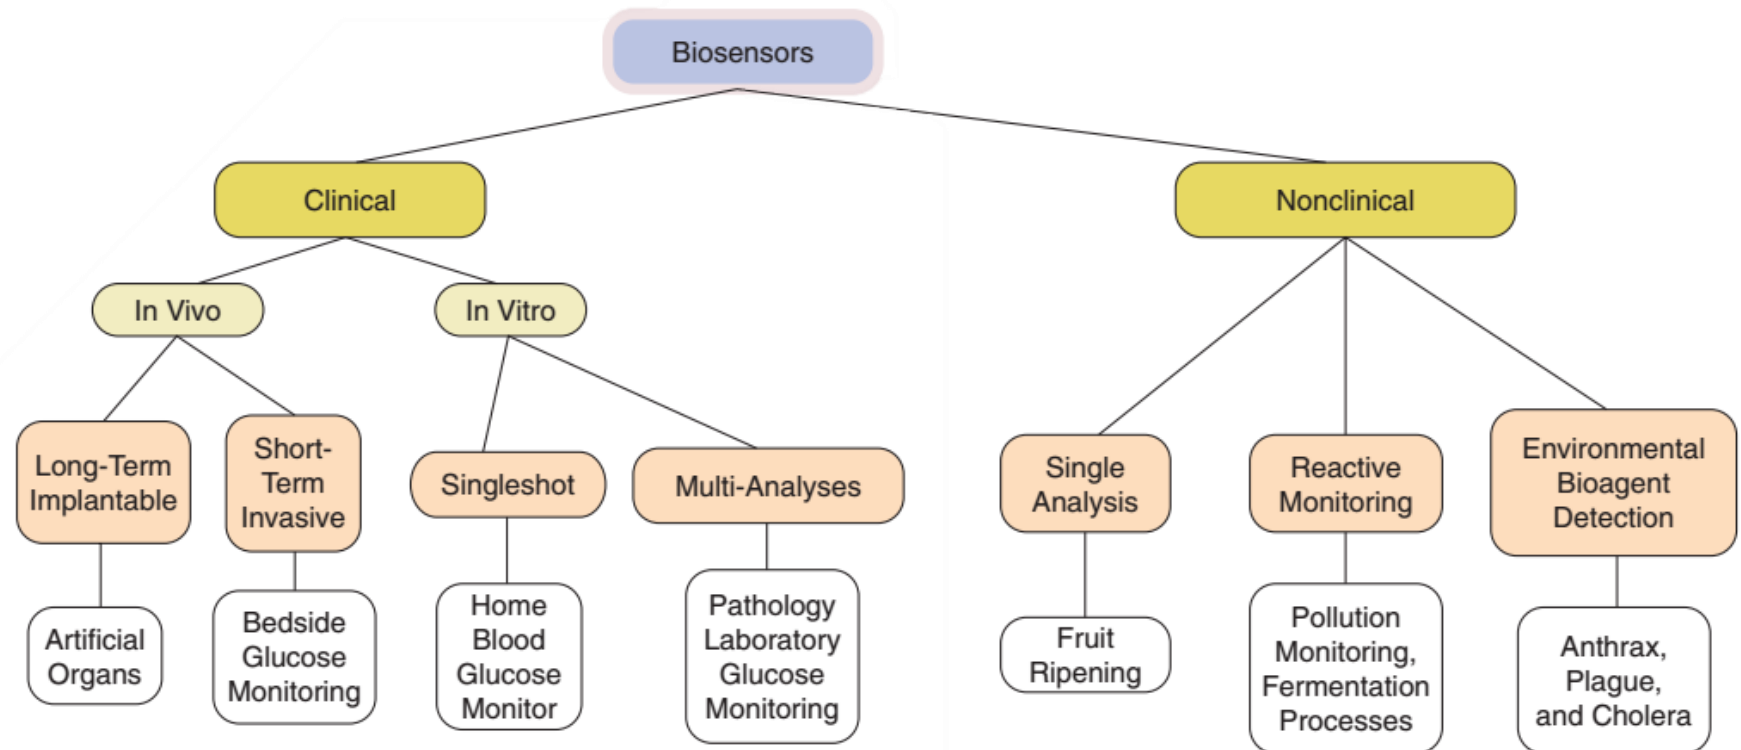 Biosensors
Clinical
Nonclinical
In Vivo
In Vitro
Long-Term
Implantable
Short-
Term
Invasive
Singleshot
Multi-Analyses
Single
Analysis
Reactive
Monitoring
Environmental
Bioagent
Detection
Artificial
Organs
Bedside
Glucose
Monitoring
Home
Blood
Glucose
Monitor
Pathology
Laboratory
Glucose
Monitoring
Fruit
Ripening
Pollution
Monitoring,
Fermentation
Processes
Anthrax,
Plague,
and Cholera